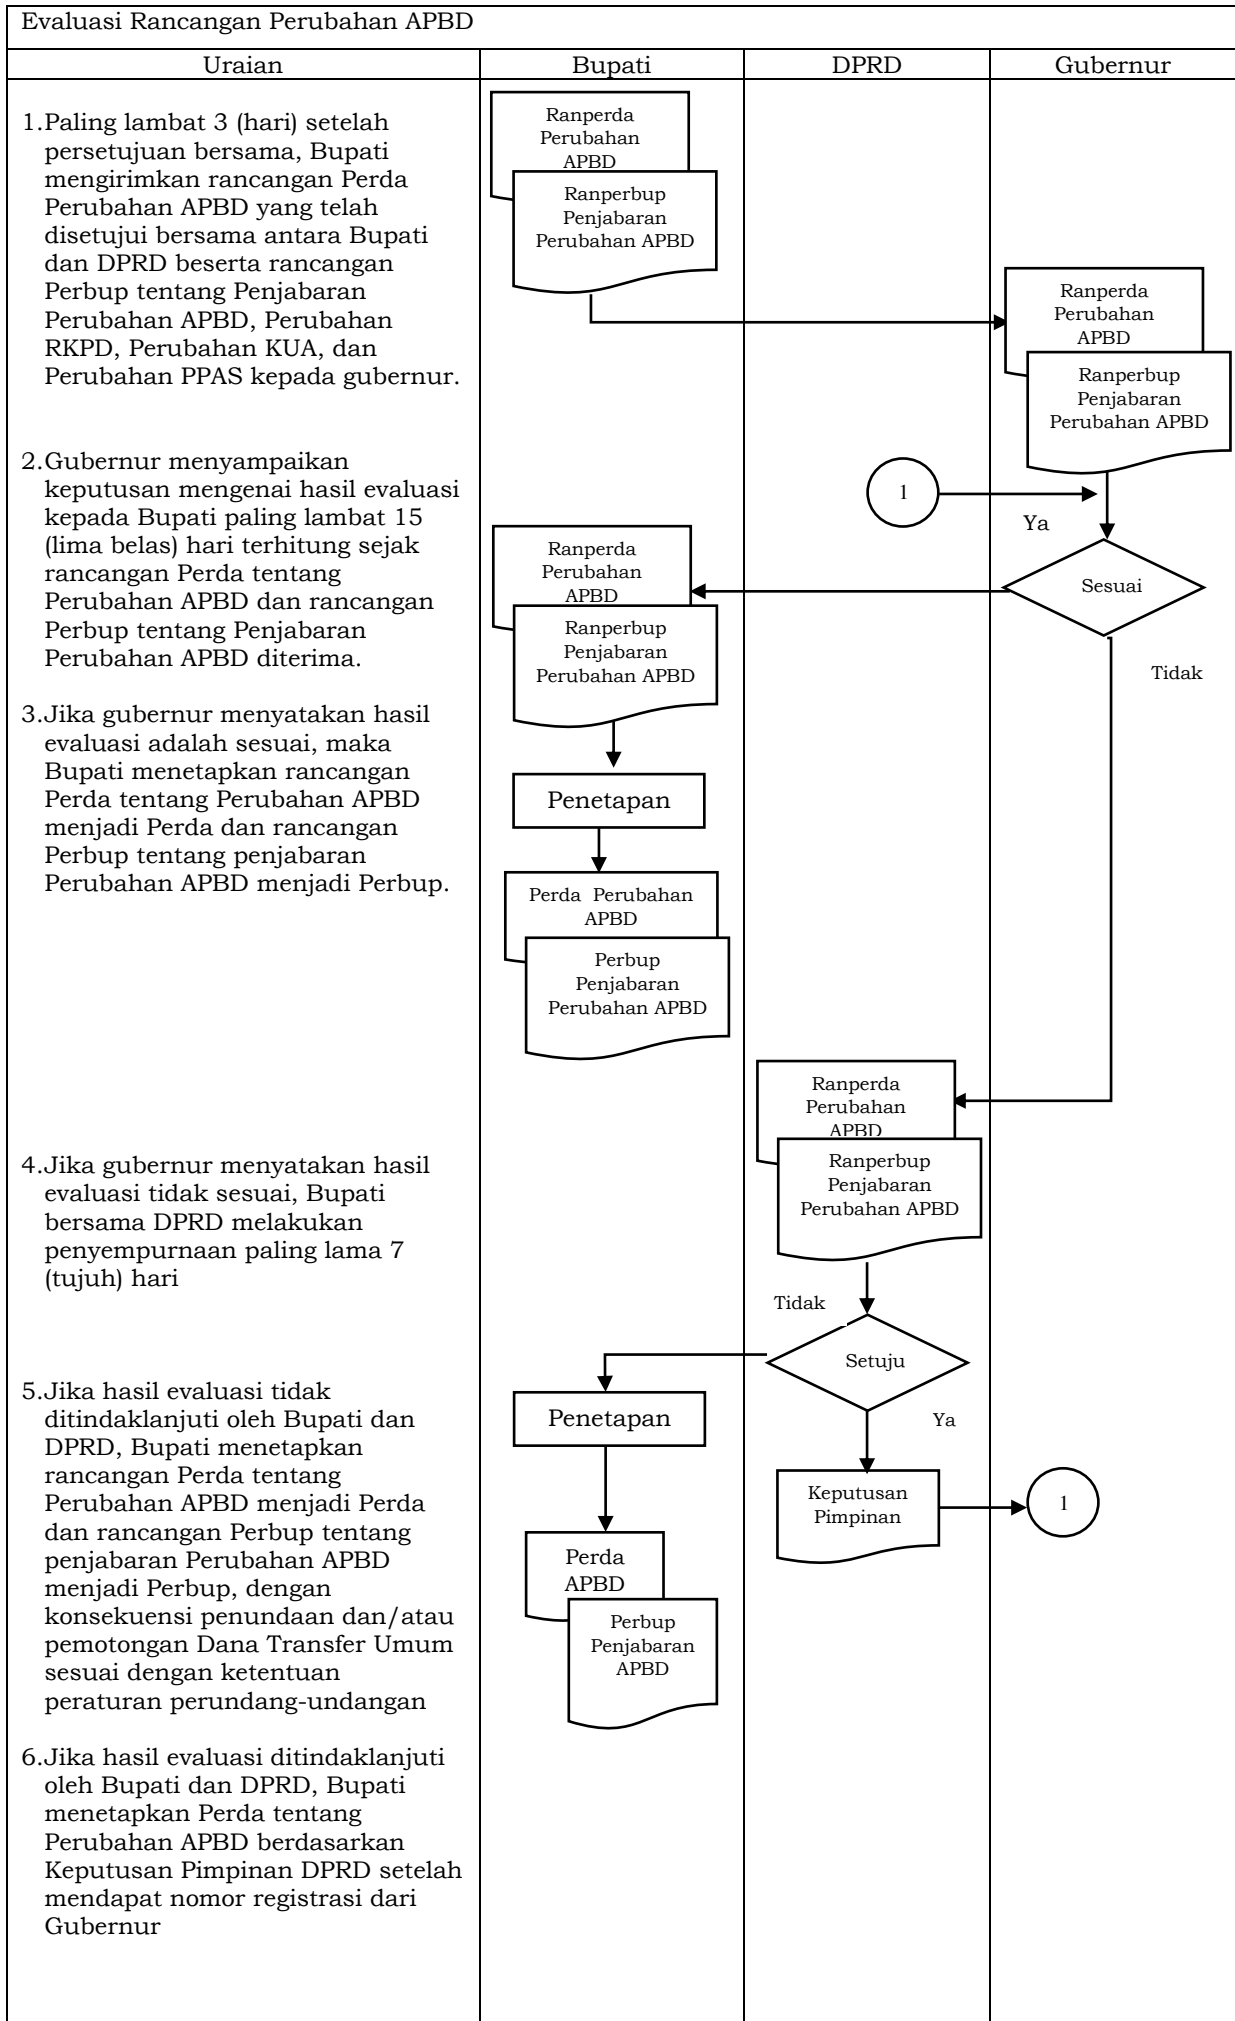 Evaluasi Rancangan Perubahan APBD
Uraian
Bupati
DPRD
Gubernur
1.Paling lambat 3 (hari) setelah
persetujuan bersama, Bupati
mengirimkan rancangan Perda
Perubahan APBD yang telah
disetujui bersama antara Bupati
dan DPRD beserta rancangan
Perbup tentang Penjabaran
Perubahan APBD, Perubahan
RKPD, Perubahan KUA, dan
Perubahan PPAS kepada gubernur.
2.Gubernur menyampaikan
keputusan mengenai hasil evaluasi
kepada Bupati paling lambat 15
(lima belas) hari terhitung sejak
rancangan Perda tentang
Perubahan APBD dan rancangan
Perbup tentang Penjabaran
Perubahan APBD diterima.
3.Jika gubernur menyatakan hasil
evaluasi adalah sesuai, maka
Bupati menetapkan rancangan
Perda tentang Perubahan APBD
menjadi Perda dan rancangan
Perbup tentang penjabaran
Perubahan APBD menjadi Perbup.
4.Jika gubernur menyatakan hasil
evaluasi tidak sesuai, Bupati
bersama DPRD melakukan
penyempurnaan paling lama 7
(tujuh) hari
5.Jika hasil evaluasi tidak
ditindaklanjuti oleh Bupati dan
DPRD, Bupati menetapkan
rancangan Perda tentang
Perubahan APBD menjadi Perda
dan rancangan Perbup tentang
penjabaran Perubahan APBD
menjadi Perbup, dengan
konsekuensi penundaan dan/atau
pemotongan Dana Transfer Umum
sesuai dengan ketentuan
peraturan perundang-undangan
6.Jika hasil evaluasi ditindaklanjuti
oleh Bupati dan DPRD, Bupati
menetapkan Perda tentang
Perubahan APBD berdasarkan
Keputusan Pimpinan DPRD setelah
mendapat nomor registrasi dari
Gubernur
Ranperda
Perubahan
APBD
Ranperbup
Penjabaran
Perubahan APBD
Ranperda
Perubahan
APBD
Ranperbup
Penjabaran
Perubahan APBD
1
Ya
Sesuai
Tidak
Ranperda
Perubahan
APBD
Ranperbup
Penjabaran
Perubahan APBD
Penetapan
Perda Perubahan
APBD
Perbup
Penjabaran
Perubahan APBD
Ranperda
Perubahan
APBD
Ranperbup
Penjabaran
Perubahan APBD
Tidak
Setuju
Ya
Penetapan
Keputusan
Pimpinan
1
Perda
APBD
Perbup
Penjabaran
APBD